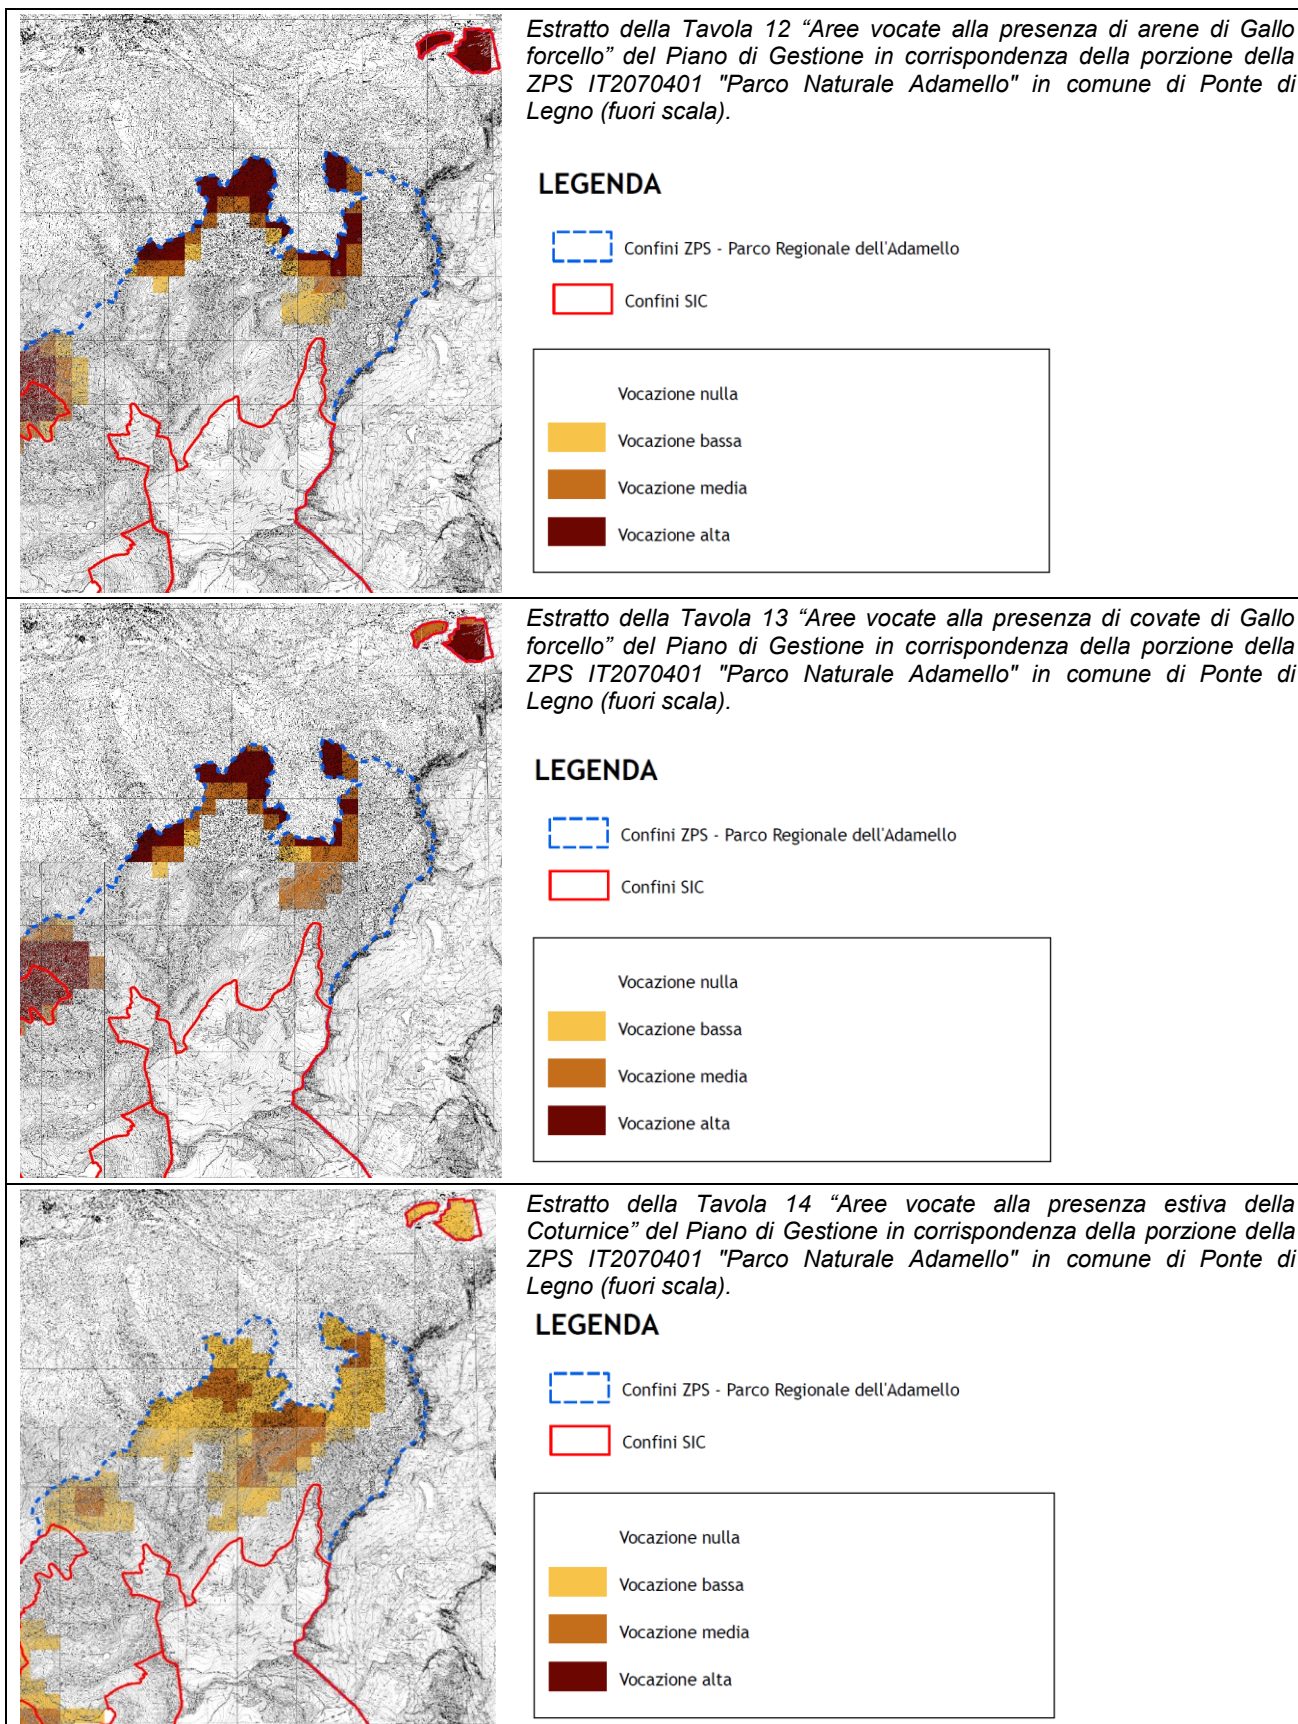 Estratto della Tavola 12 “Aree vocate alla presenza di arene di Gallo
forcello” del Piano di Gestione in corrispondenza della porzione della
ZPS IT2070401 "Parco Naturale Adamello" in comune di Ponte di
Legno (fuori scala).
LEGENDA
Confini ZPS - Parco Regionale dell'Adamello
Confini SIC
Vocazione nulla
Vocazione bassa
Vocazione media
Vocazione alta
Estratto della Tavola 13 “Aree vocate alla presenza di covate di Gallo
forcello” del Piano di Gestione in corrispondenza della porzione della
ZPS IT2070401 "Parco Naturale Adamello" in comune di Ponte di
Legno (fuori scala).
LEGENDA
Confini ZPS - Parco Regionale dell'Adamello
Confini SIC
Vocazione nulla
Vocazione bassa
Vocazione media
Vocazione alta
Estratto della Tavola 14 “Aree vocate alla presenza estiva della
Coturnice” del Piano di Gestione in corrispondenza della porzione della
ZPS IT2070401 "Parco Naturale Adamello" in comune di Ponte di
Legno (fuori scala).
LEGENDA
Confini ZPS - Parco Regionale dell'Adamello
Confini SIC
Vocazione nulla
Vocazione bassa
Vocazione media
Vocazione alta